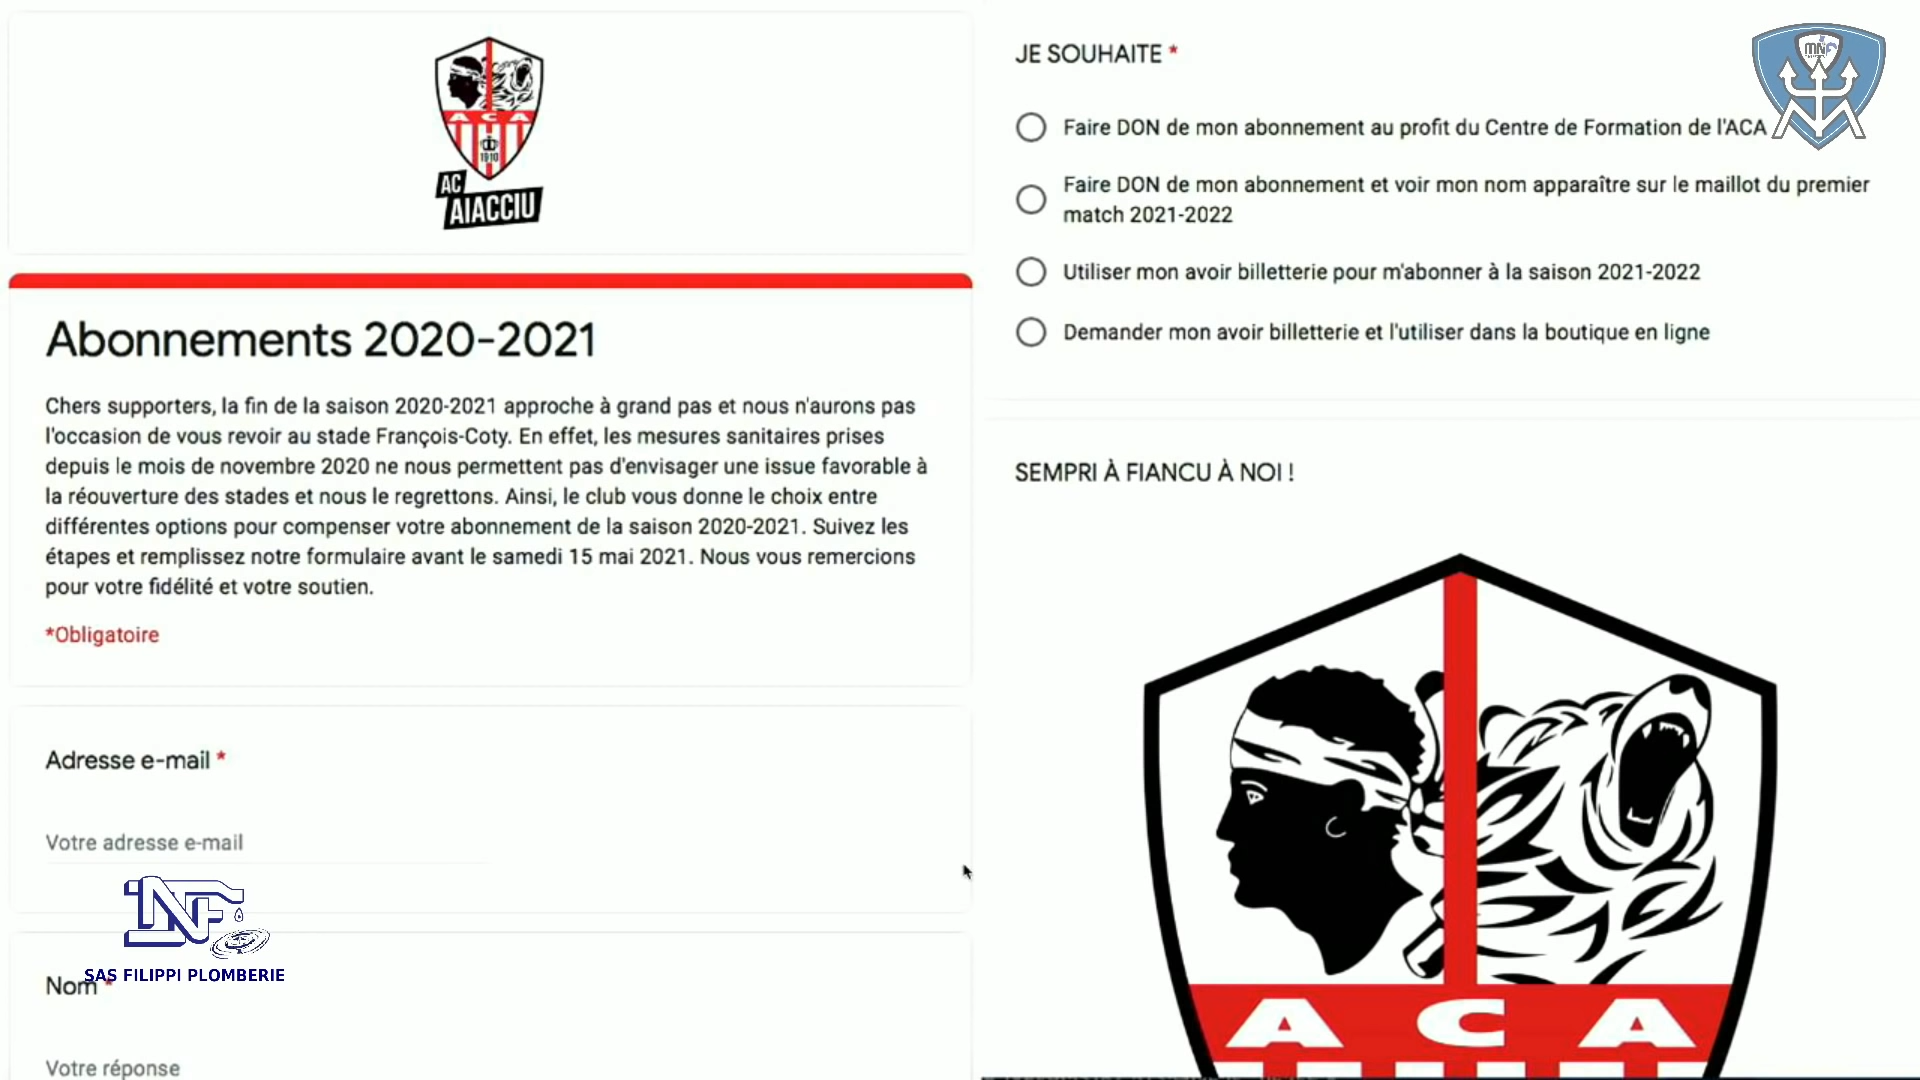 ACA
1910
AC
AIACCIU
Abonnements 2020-2021
Chers supporters, la fin de la saison 2020-2021 approche à grand pas et nous n'aurons pas
l'occasion de vous revoir au stade François-Coty. En effet, les mesures sanitaires prises
depuis le mois de novembre 2020 ne nous permettent pas d'envisager une issue favorable à
la réouverture des stades et nous le regrettons. Ainsi, le club vous donne le choix entre
différentes options pour compenser votre abonnement de la saison 2020-2021. Suivez les
étapes et remplissez notre formulaire avant le samedi 15 mai 2021. Nous vous remercions
pour votre fidélité et votre soutien.
*Obligatoire
Adresse e-mail *
Votre adresse e-mail
NF
SAS FILIPPI PLOMBERIE
Nom *
Votre réponse
JE SOUHAITE *
Faire DON de mon abonnement au profit du Centre de Formation de l'ACA
Faire DON de mon abonnement et voir mon nom apparaître sur le maillot du premier
match 2021-2022
Utiliser mon avoir billetterie pour m'abonner à la saison 2021-2022
Demander mon avoir billetterie et l'utiliser dans la boutique en ligne
SEMPRI À FIANCU À NOI !
ACA